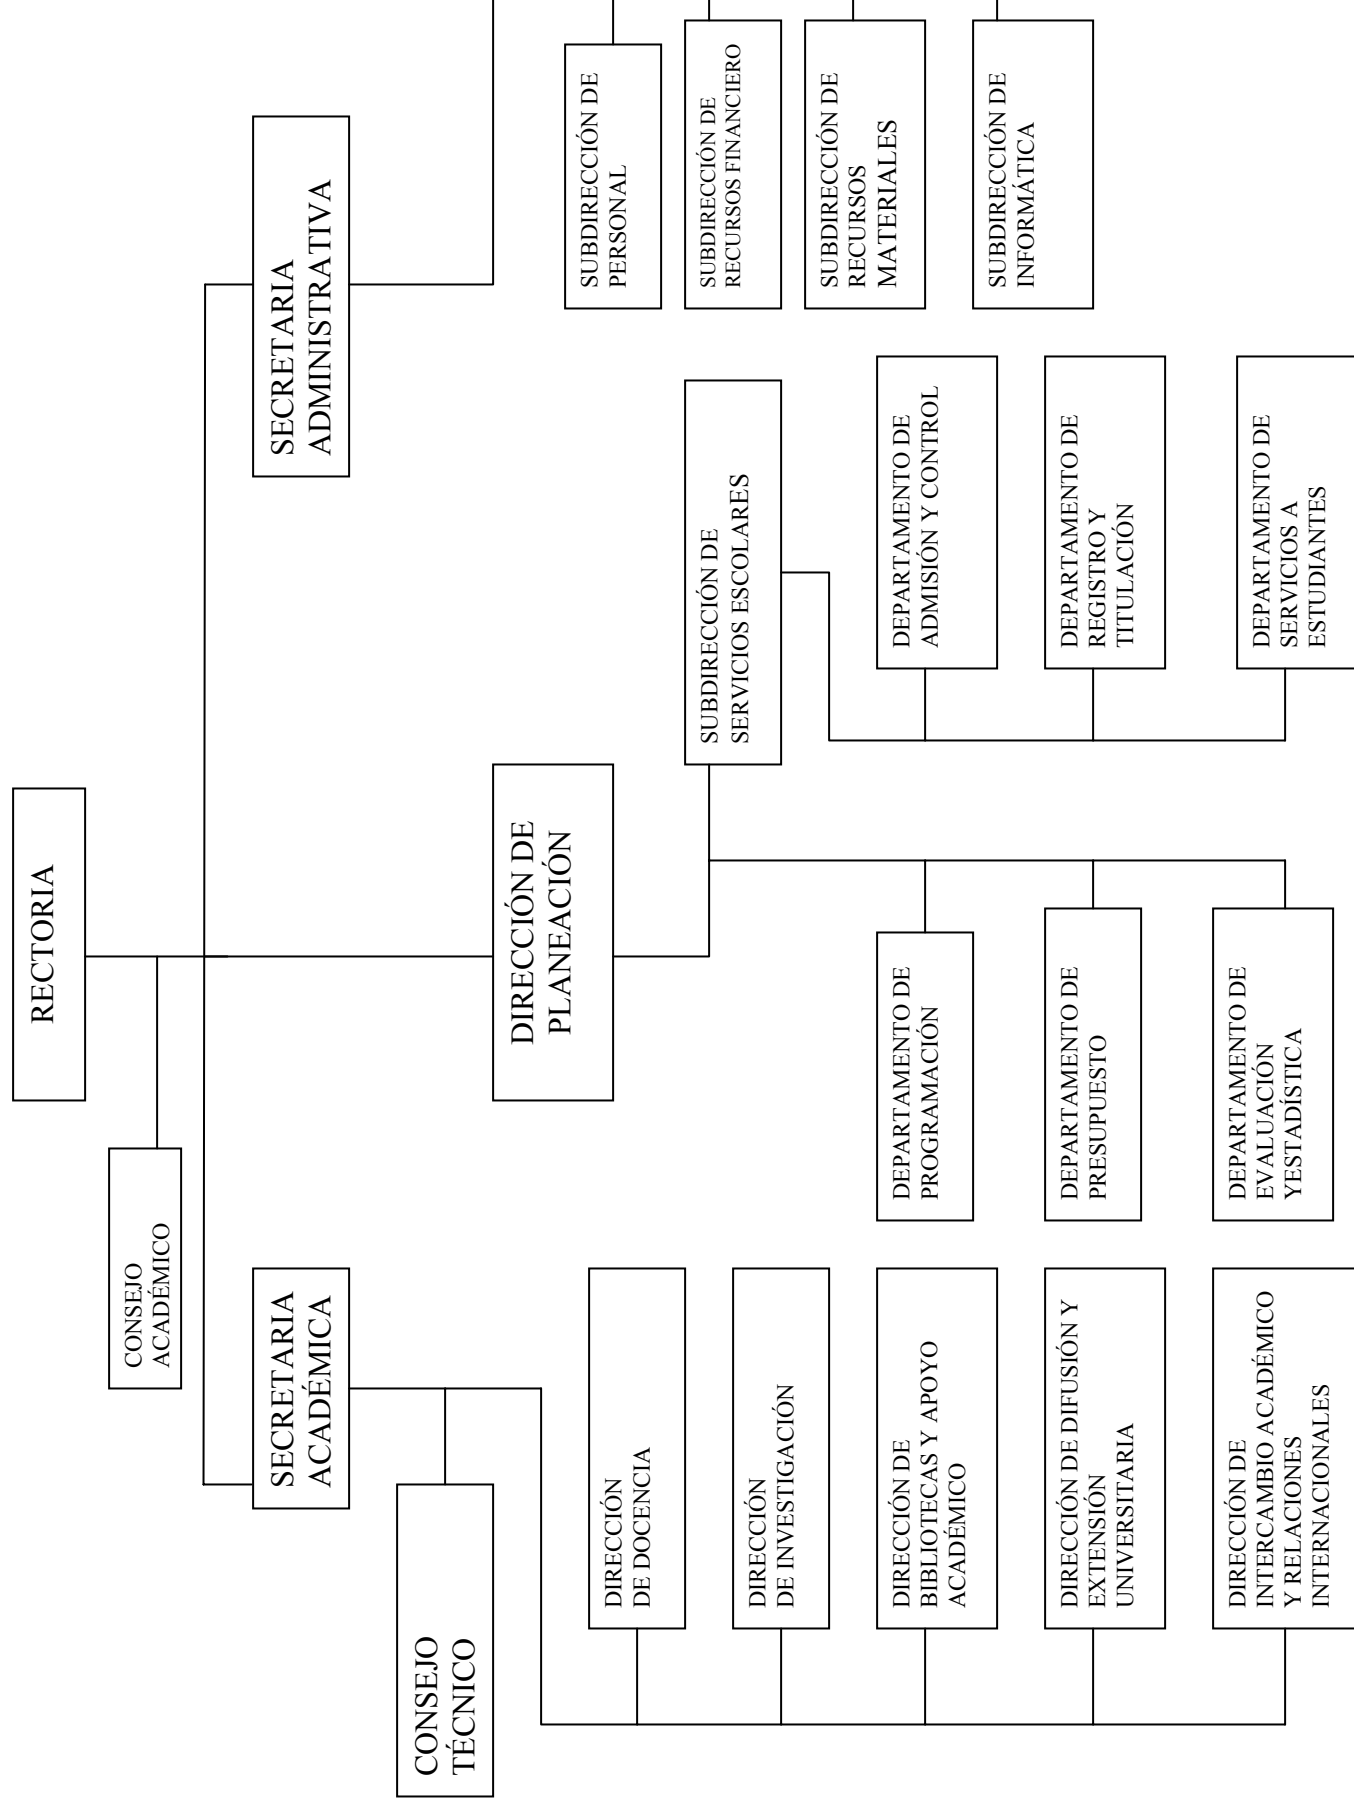 RECTORIA
CONSEJO
ACADÉMICO
SECRETARIA
ACADÉMICA
SECRETARIA
ADMINISTRATIVA
CONSEJO
TÉCNICO
DIRECCIÓN DE
PLANEACIÓN
DIRECCIÓN
DE DOCENCIA
DIRECCIÓN
DE INVESTIGACIÓN
DIRECCIÓN DE
BIBLIOTECAS Y APOYO
ACADÉMICO
DIRECCIÓN DE DIFUSIÓN Y
EXTENSIÓN
UNIVERSITARIA
DIRECCIÓN DE
INTERCAMBIO ACADÉMICO
Y RELACIONES
INTERNACIONALES
DEPARTAMENTO DE
PROGRAMACIÓN
DEPARTAMENTO DE
PRESUPUESTO
DEPARTAMENTO DE
EVALUACIÓN
YESTADÍSTICA
SUBDIRECCIÓN DE
SERVICIOS ESCOLARES
DEPARTAMENTO DE
ADMISIÓN Y CONTROL
DEPARTAMENTO DE
REGISTRO Y
TITULACIÓN
DEPARTAMENTO DE
SERVICIOS A
ESTUDIANTES
SUBDIRECCIÓN DE
PERSONAL
SUBDIRECCIÓN DE
RECURSOS FINANCIERO
SUBDIRECCIÓN DE
RECURSOS
MATERIALES
SUBDIRECCIÓN DE
INFORMÁTICA